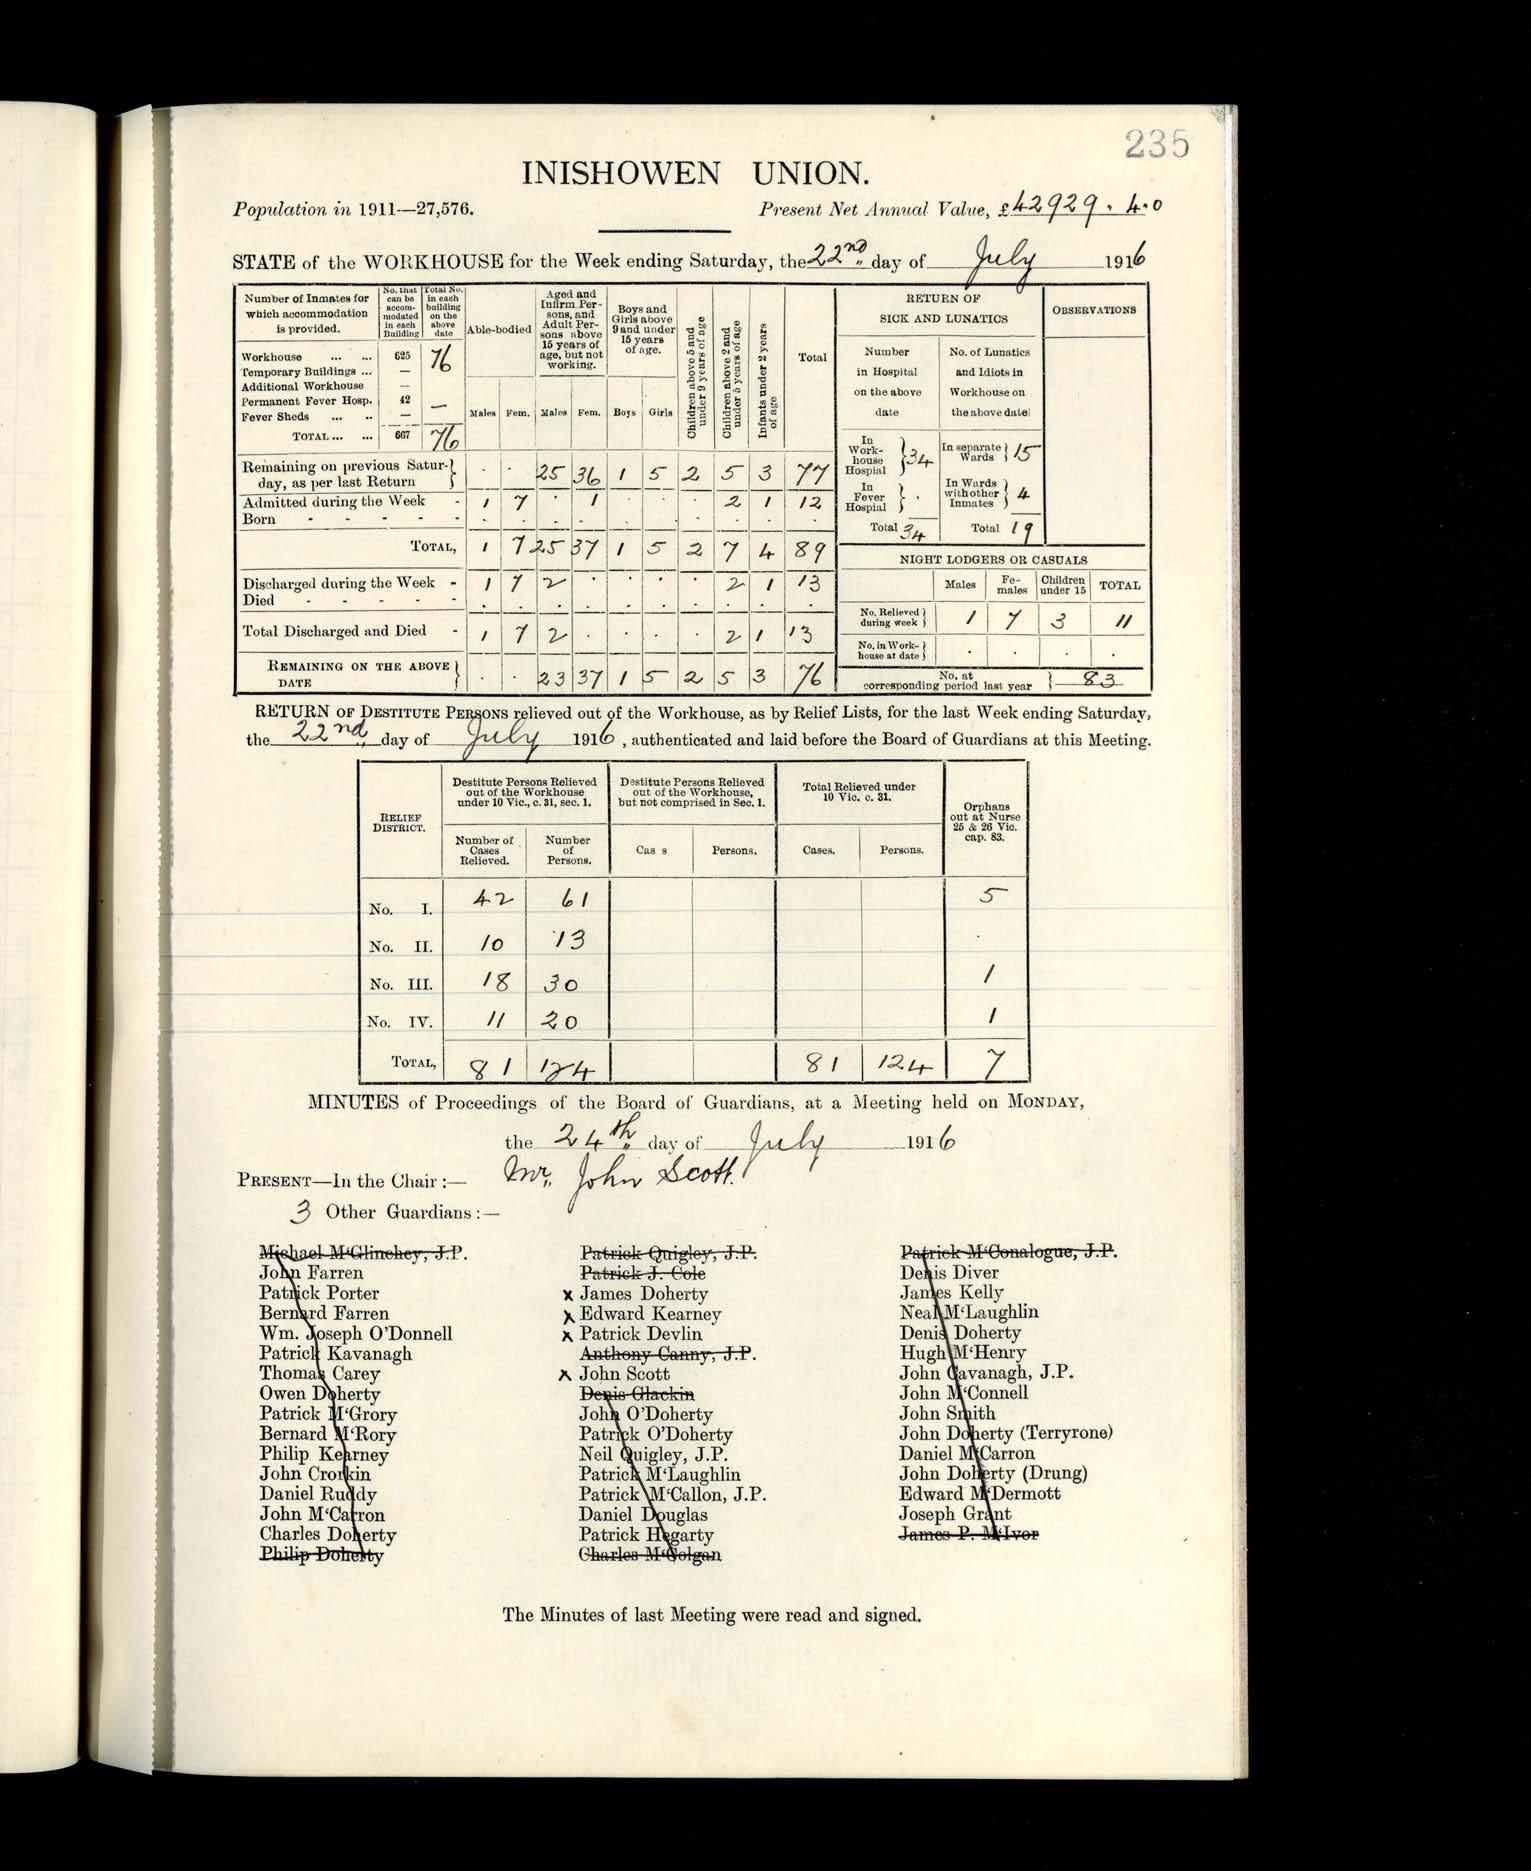 235
INISHOWEN UNION.
Population in 1911—27,576. Present Net Annual Value, £42929. 4.0
STATE of the WORKHOUSE for the Week ending Saturday, the 22nd day of July 1916
Number of Inmates for which accommodation is provided. | No. that can be accom-modated in each Building | Total No. in each building on the above date | Able-bodied | Aged and Infirm Per-sons, and Adult Per-sons above 15 years of age, but not working. | Boys and Girls above 9 and under 15 years of age. | Children above 5 and under 9 years of age | Children above 2 and under 5 years of age | Infants under 2 years of age | Total
Males | Fem. | Males | Fem. | Boys | Girls
Workhouse ... ... 625 76
Temporary Buildings ... —
Additional Workhouse —
Permanent Fever Hosp. 42 —
Fever Sheds ... .. —
TOTAL ... ... 667 76
Remaining on previous Satur-day, as per last Return } . . 25 36 1 5 2 5 3 77
Admitted during the Week - 1 7 . 1 . . . 2 1 12
Born - - - - - . . . . . . . . . .
TOTAL, 1 7 25 37 1 5 2 7 4 89
Discharged during the Week - 1 7 2 . . . . 2 1 13
Died - - - - - . . . . . . . . . .
Total Discharged and Died - 1 7 2 . . . . 2 1 13
REMAINING ON THE ABOVE DATE } . . 23 37 1 5 2 5 3 76
RETURN OF SICK AND LUNATICS
Number in Hospital on the above date | No. of Lunatics and Idiots in Workhouse on the above date
In Work-house Hospial } 34 | In separate Wards } 15
In Fever Hospial } . | In Wards with other Inmates } 4
Total 34 | Total 19
OBSERVATIONS
NIGHT LODGERS OR CASUALS
Males | Fe-males | Children under 15 | TOTAL
No. Relieved during week } 1 7 3 11
No. in Work-house at date } . . . .
No. at corresponding period last year } 83
RETURN OF DESTITUTE PERSONS relieved out of the Workhouse, as by Relief Lists, for the last Week ending Saturday,
the 22nd day of July 1916, authenticated and laid before the Board of Guardians at this Meeting.
RELIEF DISTRICT. | Destitute Persons Relieved out of the Workhouse under 10 Vic., c. 31, sec. 1. | Destitute Persons Relieved out of the Workhouse, but not comprised in Sec. 1. | Total Relieved under 10 Vic. c. 31. | Orphans out at Nurse 25 & 26 Vic. cap. 83.
Number of Cases Relieved. | Number of Persons. | Cas s | Persons. | Cases. | Persons.
No. I. 42 61 5
No. II. 10 13 .
No. III. 18 30 1
No. IV. 11 20 1
TOTAL, 81 124 81 124 7
MINUTES of Proceedings of the Board of Guardians, at a Meeting held on MONDAY,
the 24th day of July 1916
PRESENT—In the Chair :— Mr. John Scott.
3 Other Guardians :—
Michael M‘Glinchey, J.P.
John Farren
Patrick Porter
Bernard Farren
Wm. Joseph O'Donnell
Patrick Kavanagh
Thomas Carey
Owen Doherty
Patrick M‘Grory
Bernard M‘Rory
Philip Kearney
John Crorkin
Daniel Ruddy
John M‘Carron
Charles Doherty
Philip Doherty
Patrick Quigley, J.P.
Patrick J. Cole
x James Doherty
x Edward Kearney
x Patrick Devlin
Anthony Canny, J.P.
x John Scott
Denis Glackin
John O'Doherty
Patrick O'Doherty
Neil Quigley, J.P.
Patrick M‘Laughlin
Patrick M‘Callon, J.P.
Daniel Douglas
Patrick Hegarty
Charles M‘Colgan
Patrick M‘Conalogue, J.P.
Denis Diver
James Kelly
Neal M‘Laughlin
Denis Doherty
Hugh M‘Henry
John Cavanagh, J.P.
John M‘Connell
John Smith
John Doherty (Terryrone)
Daniel M‘Carron
John Doherty (Drung)
Edward M‘Dermott
Joseph Grant
James P. M‘Ivor
The Minutes of last Meeting were read and signed.